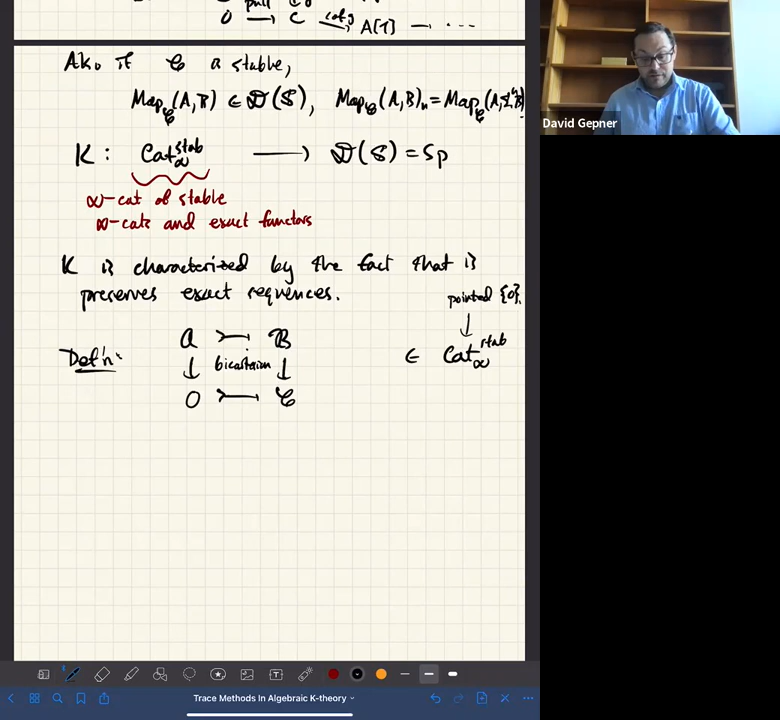 0 → C → A[1] → ···
Also if 𝒞 is stable,
Map_𝒞(A,B) ∈ 𝒟(𝕊), Map_𝒞(A,B)_n = Map_𝒞(A,Σ^n B)
K : Cat_∞^stab → 𝒟(𝕊) = Sp
∞-cat of stable
∞-cats and exact functors
K is characterized by the fact that it
preserves exact sequences.
pointed {0}.
Def'n: 𝒜 ↣ ℬ
↓ bicartesian ↓ ∈ Cat_∞^stab
0 ↣ 𝒞
David Gepner
Trace Methods In Algebraic K-theory